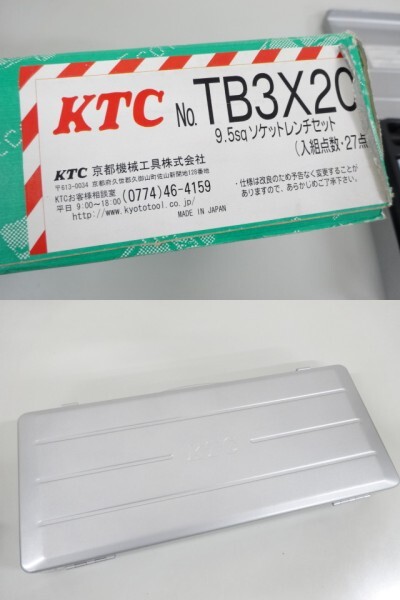 KTC No. TB3X2C
9.5sq ソケットレンチセット
(入組点数・27点
KTC 京都機械工具株式会社
〒613-0034 京都府久世郡久御山町佐山新開地128番地
KTCお客様相談室
平日 9:00~18:00 (0774)46-4159
http://www.kyototool.co.jp/
MADE IN JAPAN
・仕様は改良のため予告なく変更することが
ありますので、あらかじめご了承下さい。
KTC